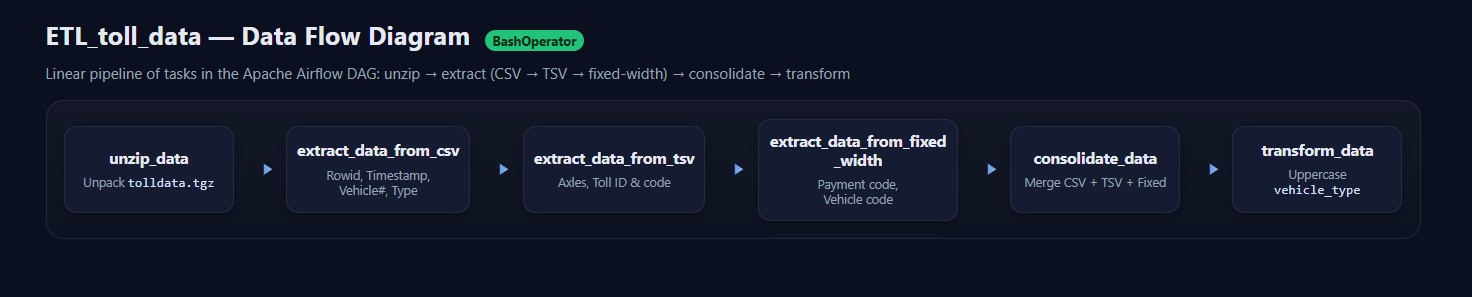 ETL_toll_data — Data Flow Diagram BashOperator
Linear pipeline of tasks in the Apache Airflow DAG: unzip → extract (CSV → TSV → fixed-width) → consolidate → transform
unzip_data
Unpack tolldata.tgz
extract_data_from_csv
Rowid, Timestamp,
Vehicle#, Type
extract_data_from_tsv
Axles, Toll ID & code
extract_data_from_fixed
_width
Payment code,
Vehicle code
consolidate_data
Merge CSV + TSV + Fixed
transform_data
Uppercase
vehicle_type